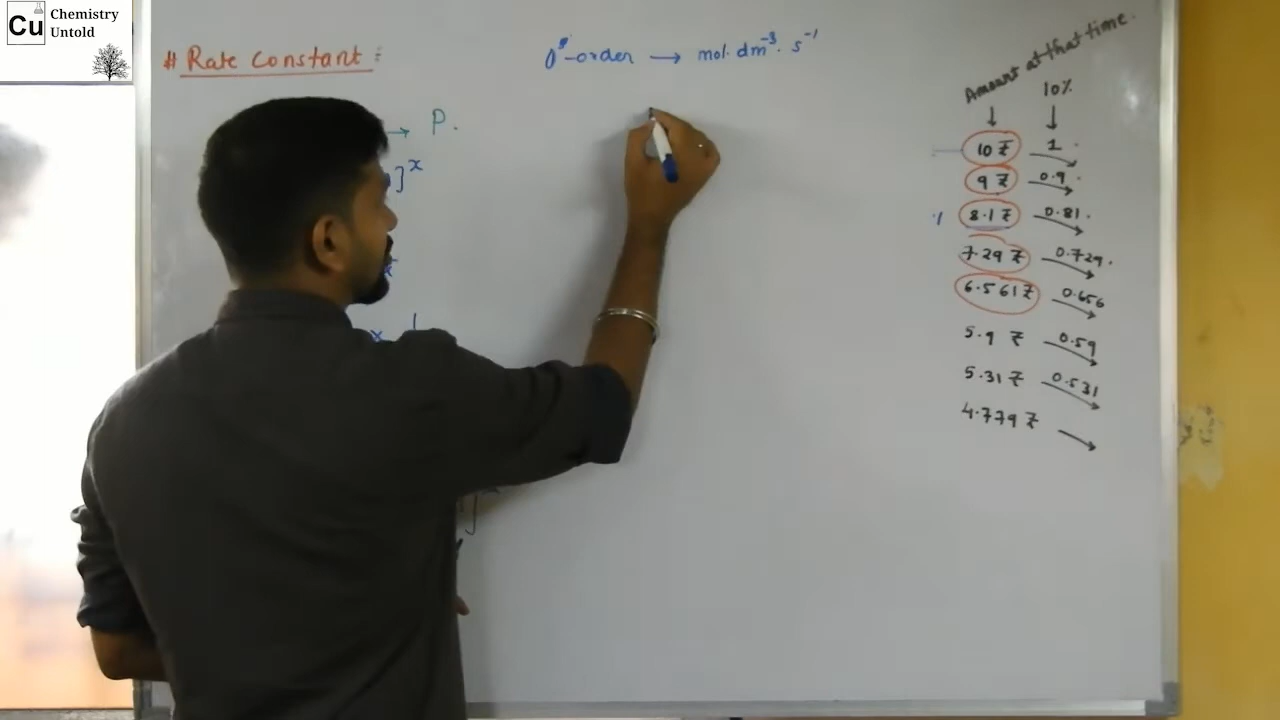 Cu Chemistry
Untold
# Rate Constant :
0°-order → mol. dm⁻³. s⁻¹
→ P.
]ˣ
x
Amount at that time.
10%
↓ ↓
10 ₹ 1.
9 ₹ 0.9.
8.1 ₹ 0.81.
7.29 ₹ 0.729.
6.561 ₹ 0.656
5.9 ₹ 0.59
5.31 ₹ 0.531
4.779 ₹